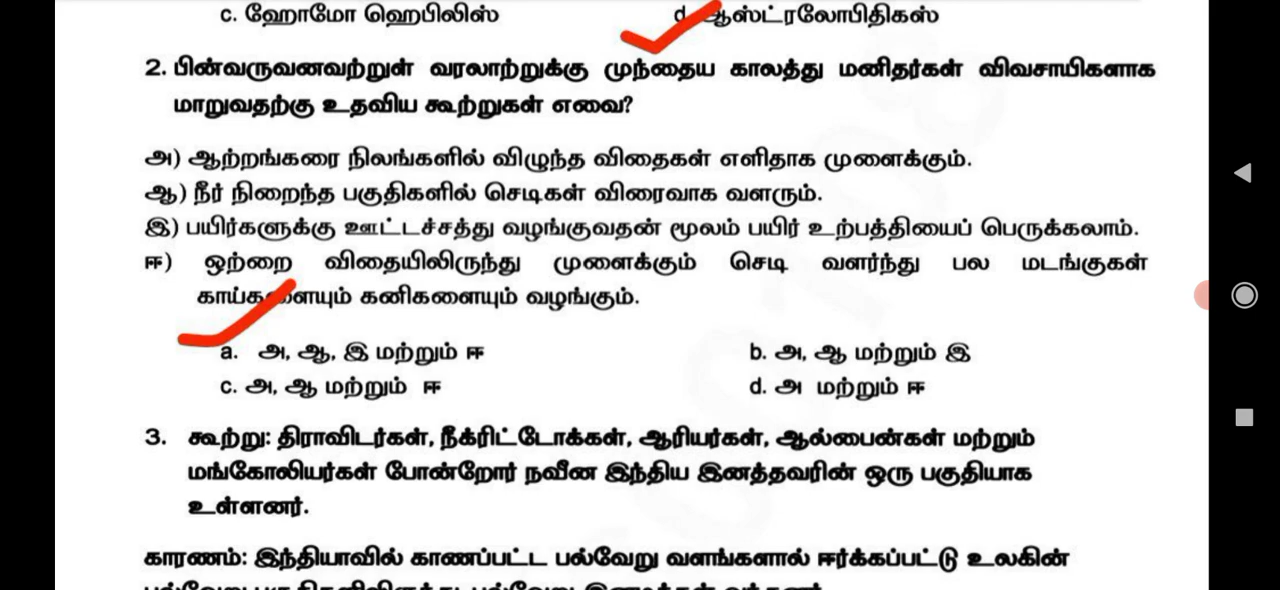 c. ஹோமோ ஹெபிலிஸ் d. ஆஸ்ட்ரலோபிதிகஸ்
2. பின்வருவனவற்றுள் வரலாற்றுக்கு முந்தைய காலத்து மனிதர்கள் விவசாயிகளாக
மாறுவதற்கு உதவிய கூற்றுகள் எவை?
அ) ஆற்றங்கரை நிலங்களில் விழுந்த விதைகள் எளிதாக முளைக்கும்.
ஆ) நீர் நிறைந்த பகுதிகளில் செடிகள் விரைவாக வளரும்.
இ) பயிர்களுக்கு ஊட்டச்சத்து வழங்குவதன் மூலம் பயிர் உற்பத்தியைப் பெருக்கலாம்.
ஈ) ஒற்றை விதையிலிருந்து முளைக்கும் செடி வளர்ந்து பல மடங்குகள்
காய்களையும் கனிகளையும் வழங்கும்.
a. அ, ஆ, இ மற்றும் ஈ b. அ, ஆ மற்றும் இ
c. அ, ஆ மற்றும் ஈ d. அ மற்றும் ஈ
3. கூற்று: திராவிடர்கள், நீக்ரிட்டோக்கள், ஆரியர்கள், ஆல்பைன்கள் மற்றும்
மங்கோலியர்கள் போன்றோர் நவீன இந்திய இனத்தவரின் ஒரு பகுதியாக
உள்ளனர்.
காரணம்: இந்தியாவில் காணப்பட்ட பல்வேறு வளங்களால் ஈர்க்கப்பட்டு உலகின்